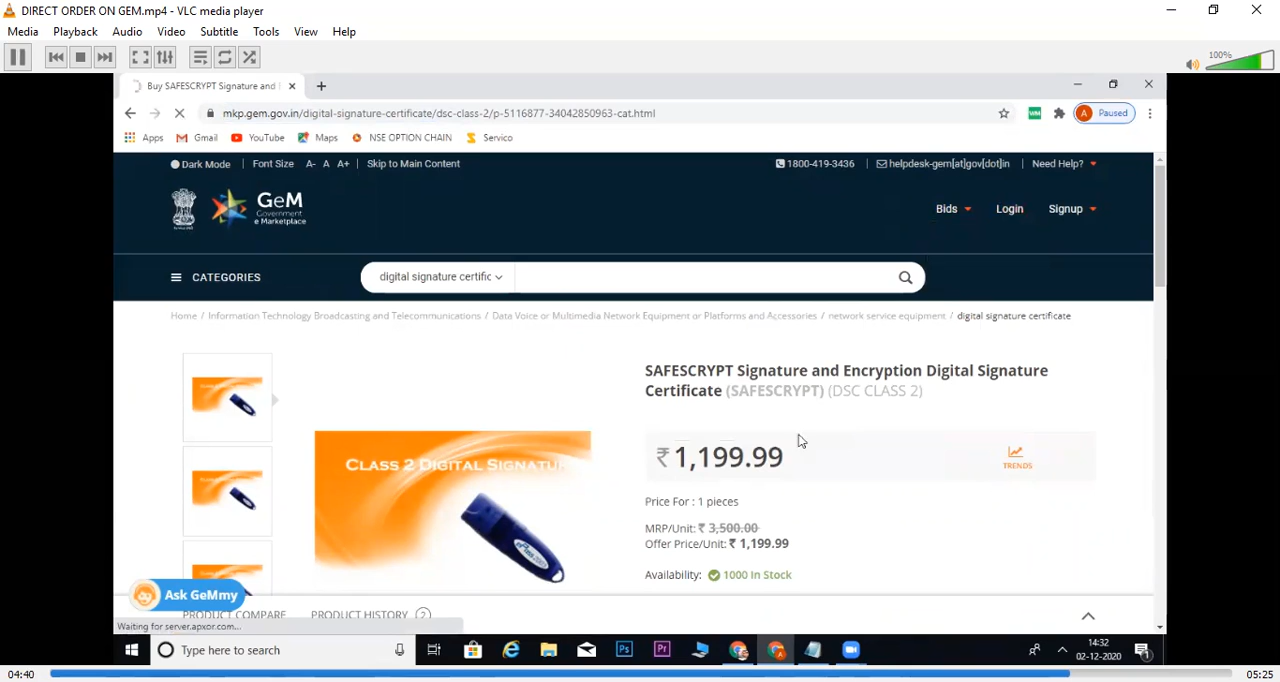 DIRECT ORDER ON GEM.mp4 - VLC media player
Media Playback Audio Video Subtitle Tools View Help
100%
Buy SAFESCRYPT Signature and
mkp.gem.gov.in/digital-signature-certificate/dsc-class-2/p-5116877-34042850963-cat.html
A Paused
Apps Gmail YouTube Maps NSE OPTION CHAIN Servico
Dark Mode | Font Size A- A A+ | Skip to Main Content
1800-419-3436 | helpdesk-gem[at]gov[dot]in | Need Help?
GeM
Government
e Marketplace
Bids Login Signup
CATEGORIES
digital signature certific
Home / Information Technology Broadcasting and Telecommunications / Data Voice or Multimedia Network Equipment or Platforms and Accessories / network service equipment / digital signature certificate
SAFESCRYPT Signature and Encryption Digital Signature
Certificate (SAFESCRYPT) (DSC CLASS 2)
CLASS 2 DIGITAL SIGNATU
₹ 1,199.99
TRENDS
Price For : 1 pieces
MRP/Unit: ₹ 3,500.00
Offer Price/Unit: ₹ 1,199.99
Availability: 1000 In Stock
Ask GeMmy
PRODUCT COMPARE PRODUCT HISTORY 2
Waiting for server.apxor.com...
Type here to search
Ps
Pr
14:32
02-12-2020
1
04:40
05:25